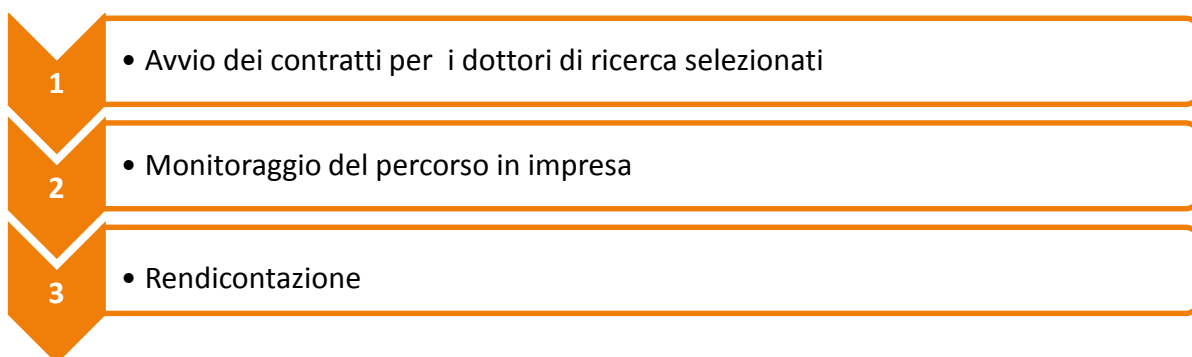 1
• Avvio dei contratti per  i dottori di ricerca selezionati
2
• Monitoraggio del percorso in impresa
3
• Rendicontazione